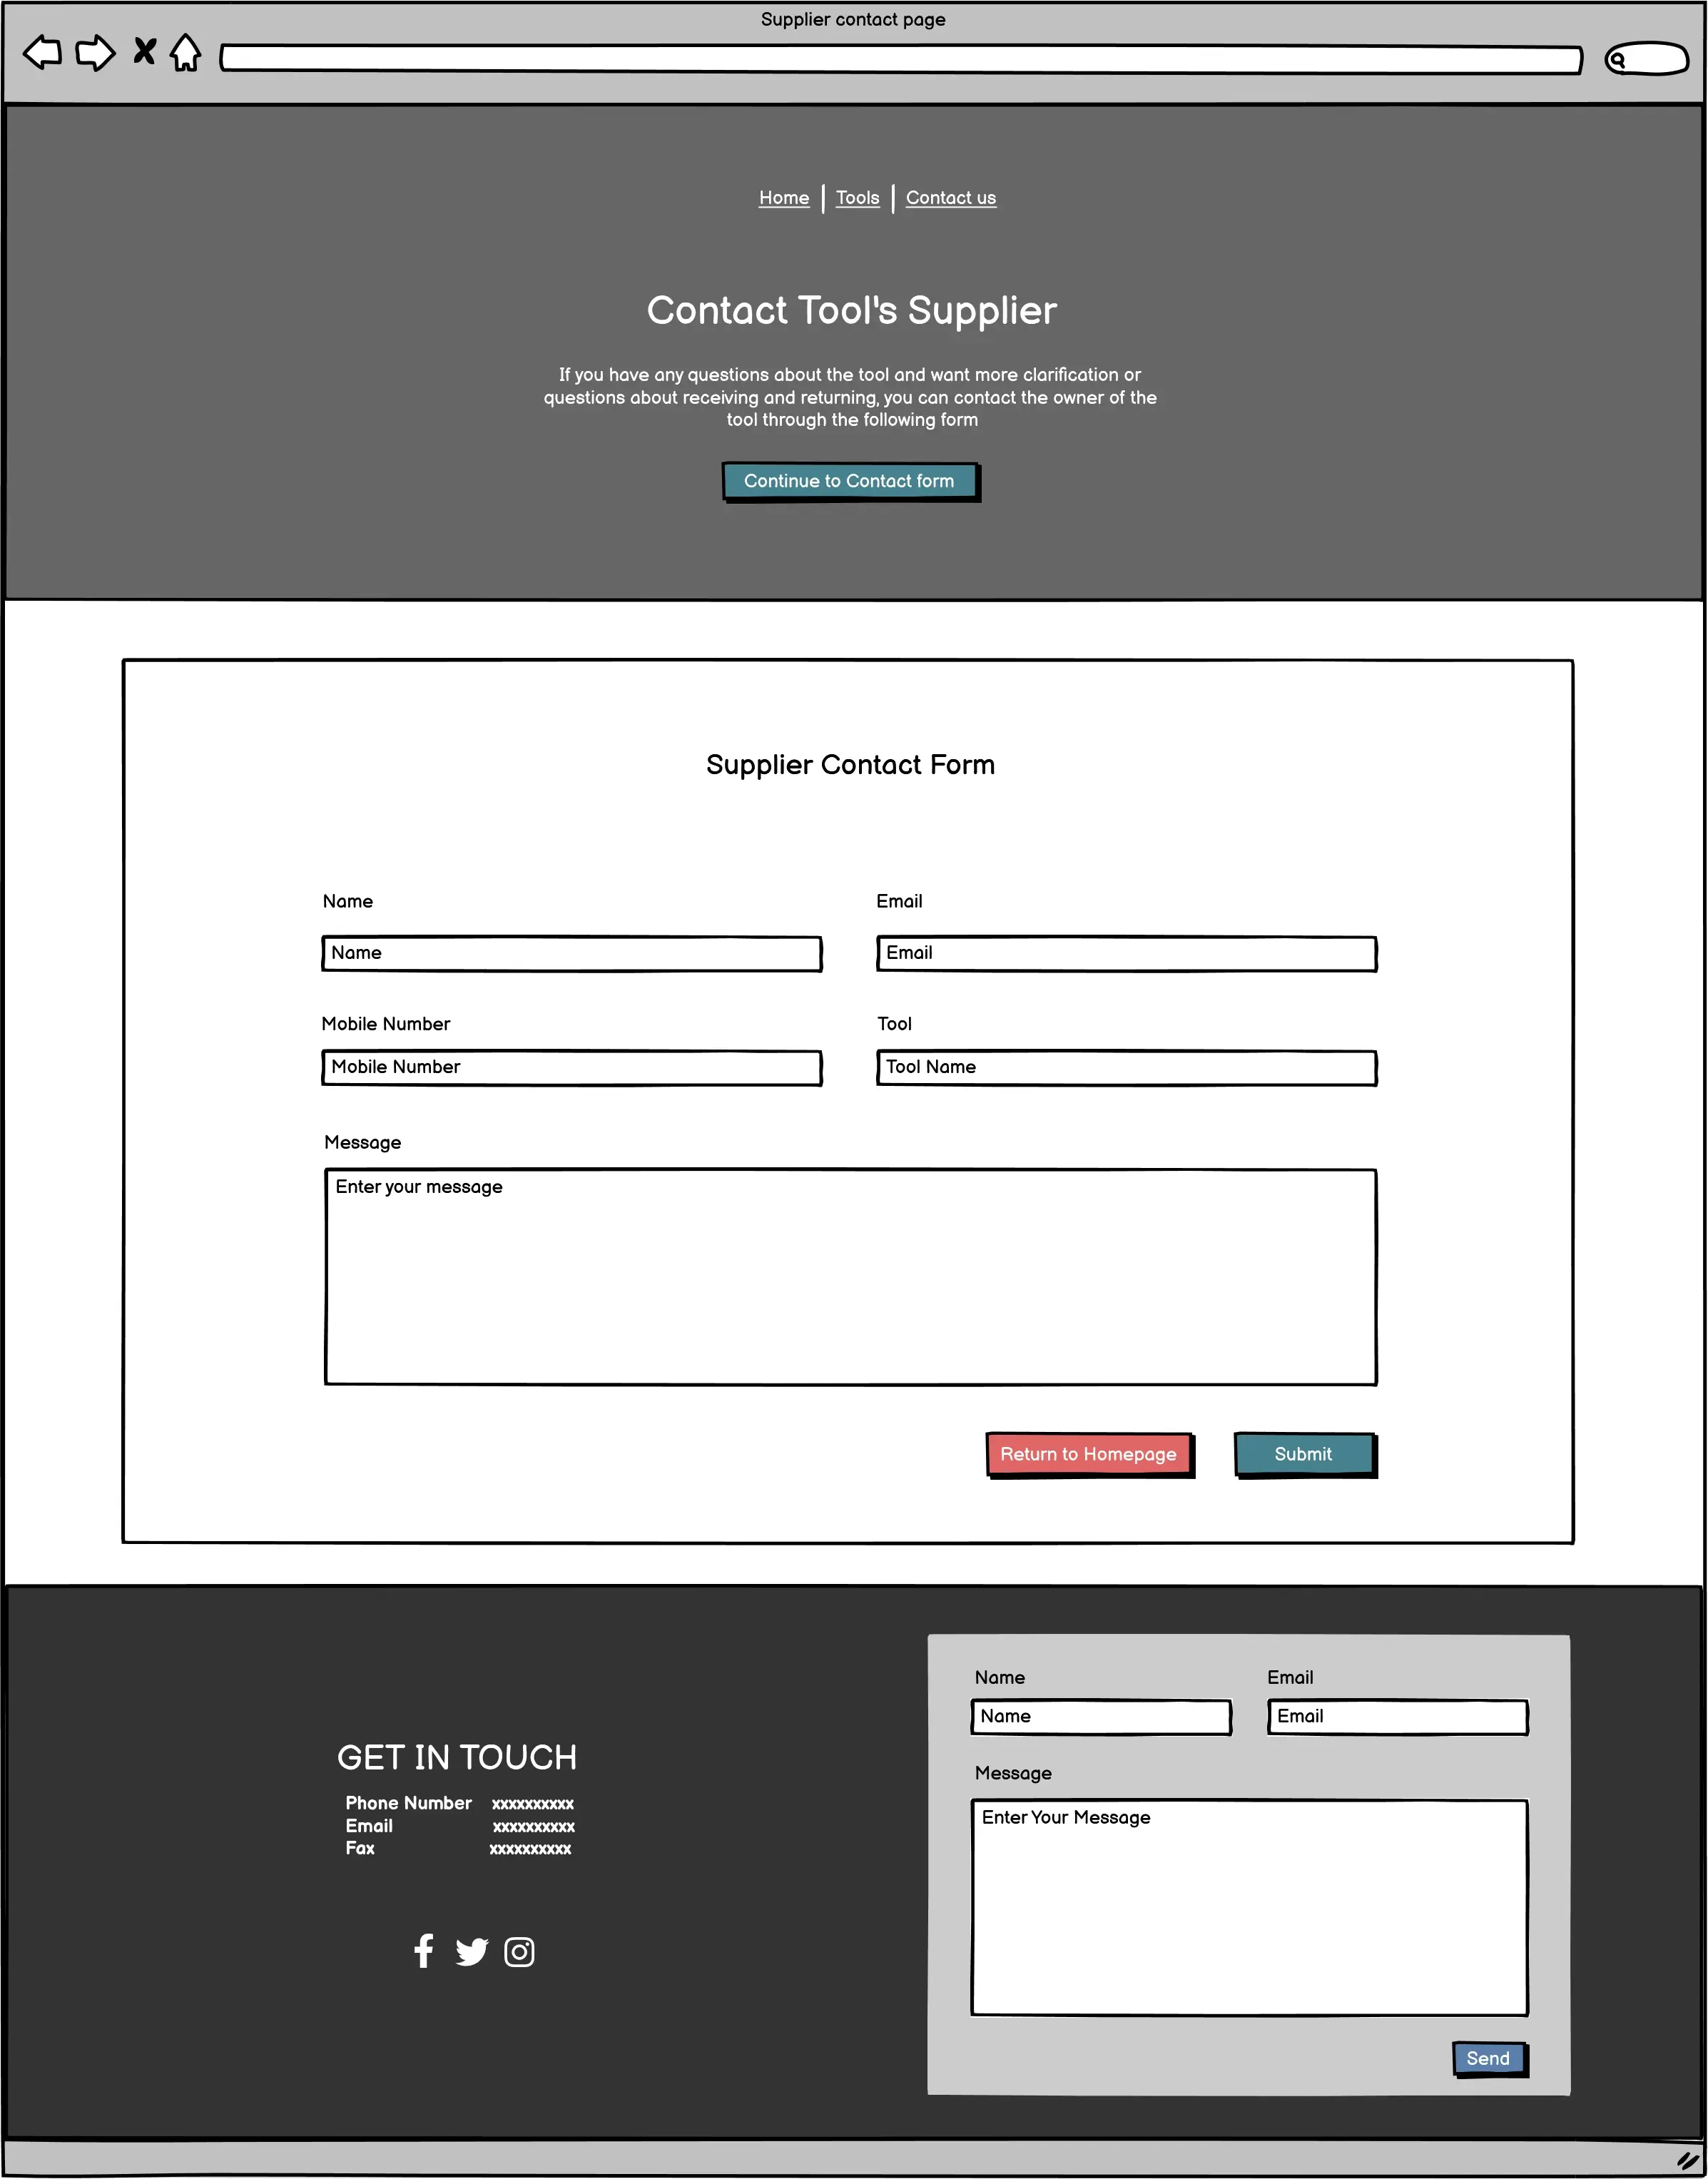 Supplier contact page
Home | Tools | Contact us
Contact Tool's Supplier
If you have any questions about the tool and want more clarification or
questions about receiving and returning, you can contact the owner of the
tool through the following form
Continue to Contact form
Supplier Contact Form
Name Email
Name Email
Mobile Number Tool
Mobile Number Tool Name
Message
Enter your message
Return to Homepage Submit
GET IN TOUCH
Phone Number xxxxxxxxxx
Email xxxxxxxxxx
Fax xxxxxxxxxx
Name Email
Name Email
Message
Enter Your Message
Send